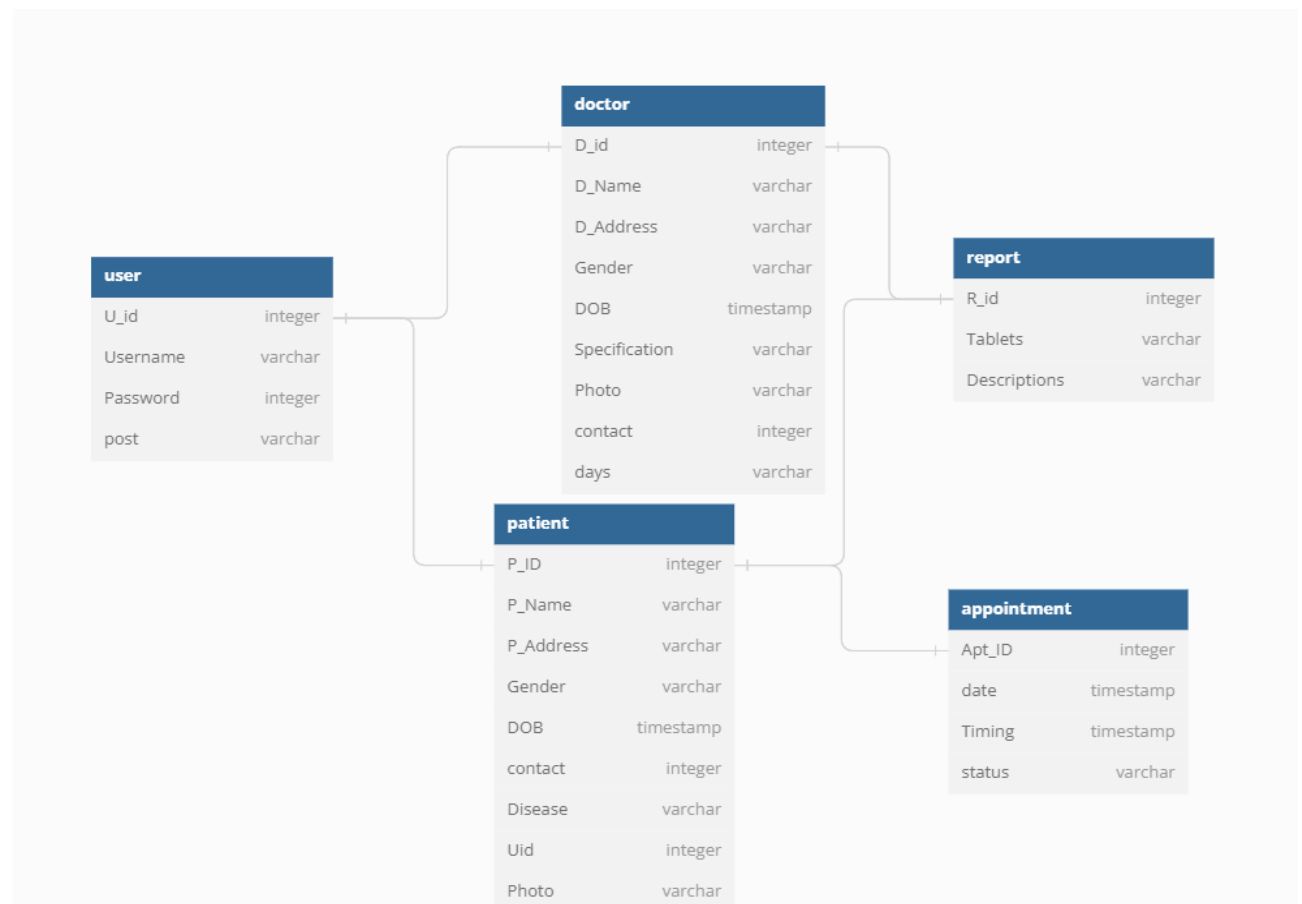 doctor
D_id integer
D_Name varchar
D_Address varchar
Gender varchar
DOB timestamp
Specification varchar
Photo varchar
contact integer
days varchar
user
U_id integer
Username varchar
Password integer
post varchar
report
R_id integer
Tablets varchar
Descriptions varchar
patient
P_ID integer
P_Name varchar
P_Address varchar
Gender varchar
DOB timestamp
contact integer
Disease varchar
Uid integer
Photo varchar
appointment
Apt_ID integer
date timestamp
Timing timestamp
status varchar